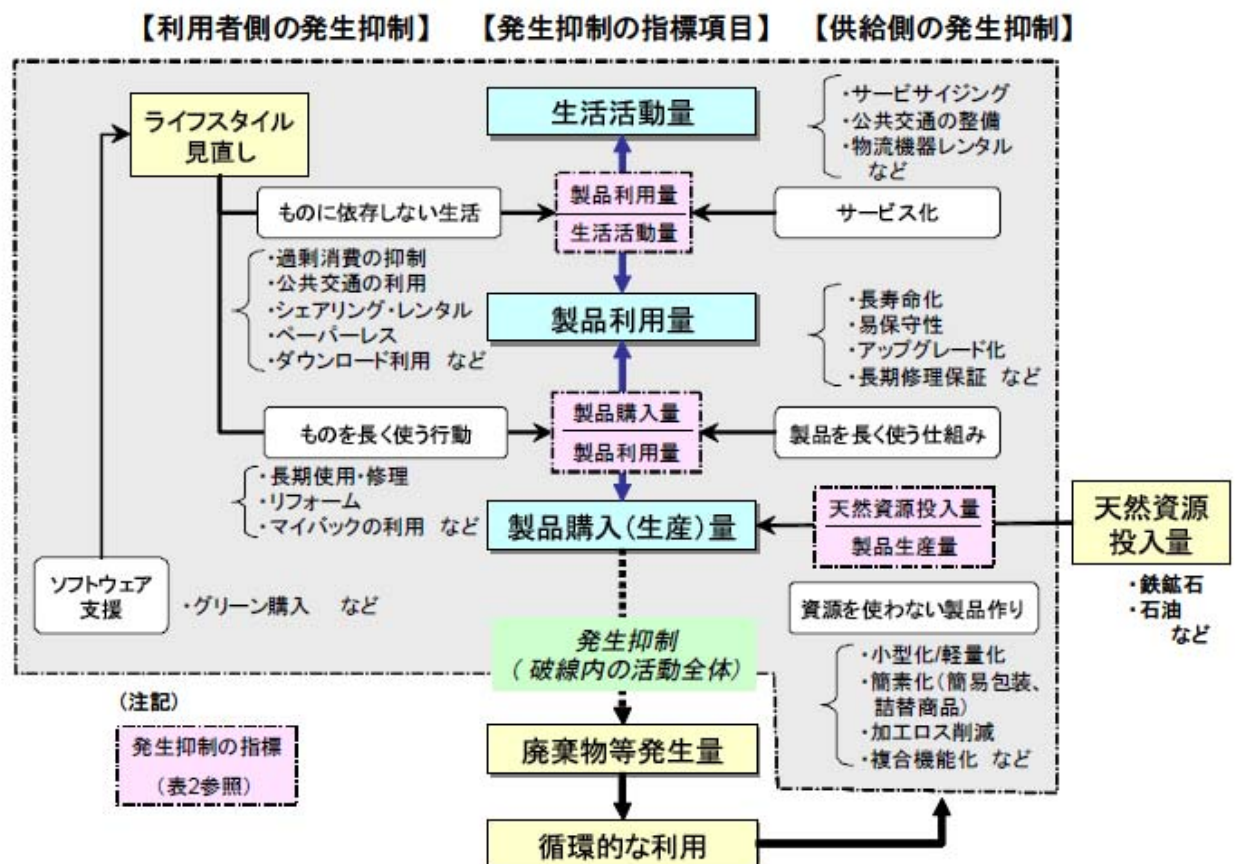 【利用者側の発生抑制】 【発生抑制の指標項目】 【供給側の発生抑制】
生活活動量
・サービサイジング
・公共交通の整備
・物流機器レンタル
など
ライフスタイル
見直し
ものに依存しない生活
製品利用量
生活活動量
サービス化
・過剰消費の抑制
・公共交通の利用
・シェアリング・レンタル
・ペーパーレス
・ダウンロード利用 など
製品利用量
・長寿命化
・易保守性
・アップグレード化
・長期修理保証 など
ものを長く使う行動
製品購入量
製品利用量
製品を長く使う仕組み
・長期使用・修理
・リフォーム
・マイバックの利用 など
製品購入(生産)量
天然資源投入量
製品生産量
天然資源
投入量
・鉄鉱石
・石油
など
ソフトウェア
支援
・グリーン購入 など
資源を使わない製品作り
発生抑制
(破線内の活動全体)
・小型化/軽量化
・簡素化(簡易包装、
詰替商品)
・加工ロス削減
・複合機能化 など
(注記)
発生抑制の指標
(表2参照)
廃棄物等発生量
循環的な利用